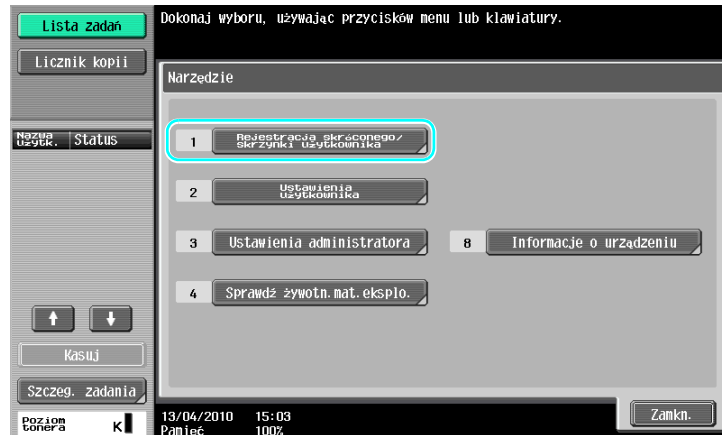 Lista zadań
Dokonaj wyboru, używając przycisków menu lub klawiatury.
Licznik kopii
Narzędzie
Nazwa użytk.
Status
1
Rejestracja skróconego/
skrzynki użytkownika
2
Ustawienia
użytkownika
3
Ustawienia administratora
8
Informacje o urządzeniu
4
Sprawdź żywotn.mat.eksplo.
Kasuj
Szczeg. zadania
Poziom
tonera
K
13/04/2010 15:03
Pamięć 100%
Zamkn.